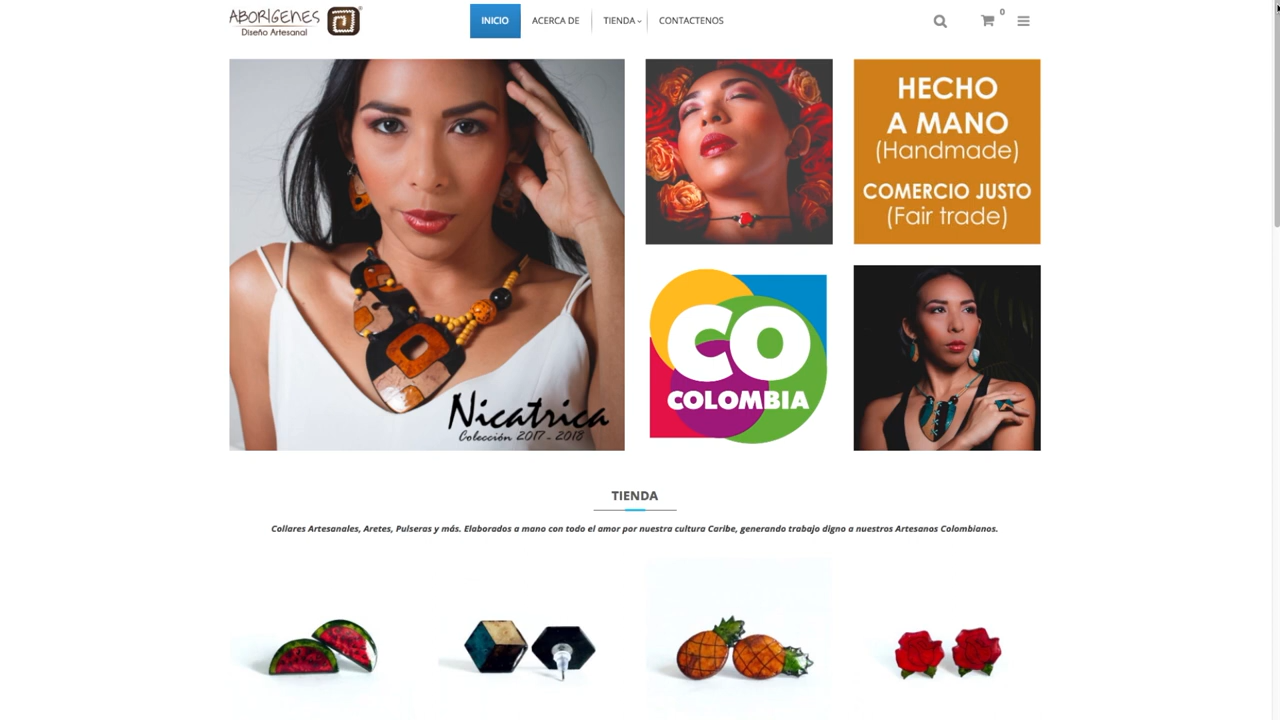 ABORÍGENES
Diseño Artesanal
INICIO
ACERCA DE
TIENDA
CONTACTENOS
0
HECHO
A MANO
(Handmade)
COMERCIO JUSTO
(Fair trade)
Nicatrica
Colección 2017 - 2018
CO
COLOMBIA
TIENDA
Collares Artesanales, Aretes, Pulseras y más. Elaborados a mano con todo el amor por nuestra cultura Caribe, generando trabajo digno a nuestros Artesanos Colombianos.